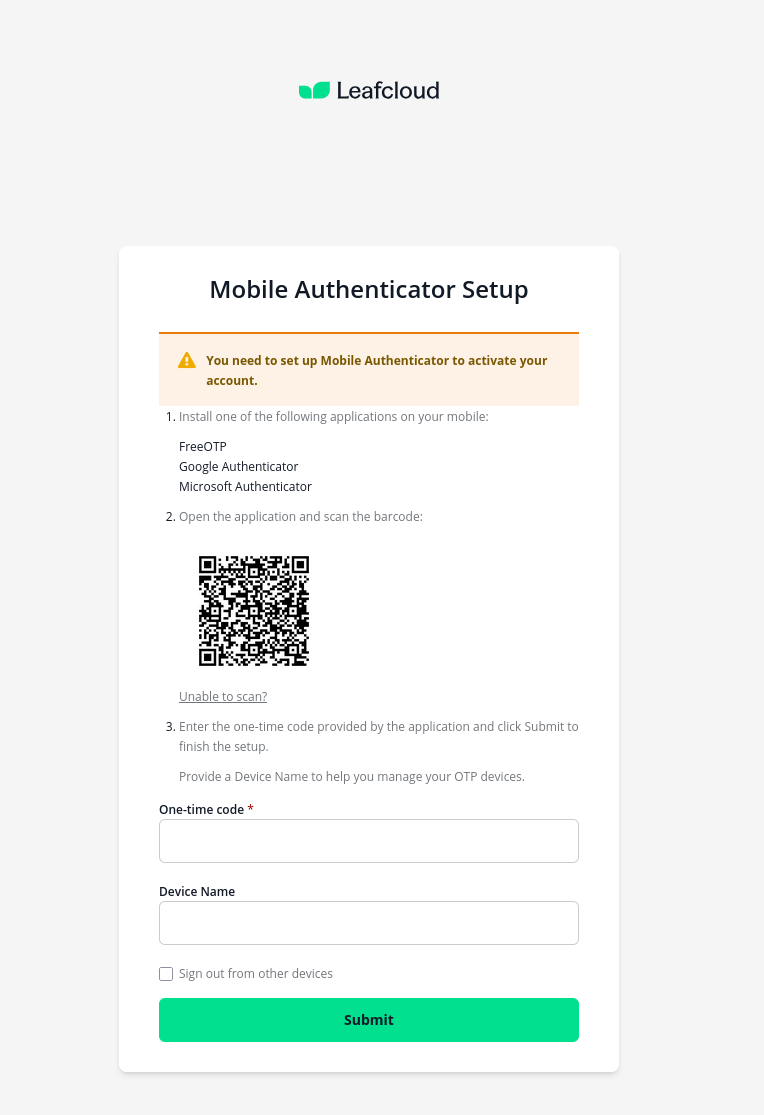 Leafcloud
Mobile Authenticator Setup
You need to set up Mobile Authenticator to activate your
account.
1. Install one of the following applications on your mobile:
FreeOTP
Google Authenticator
Microsoft Authenticator
2. Open the application and scan the barcode:
Unable to scan?
3. Enter the one-time code provided by the application and click Submit to
finish the setup.
Provide a Device Name to help you manage your OTP devices.
One-time code *
Device Name
Sign out from other devices
Submit